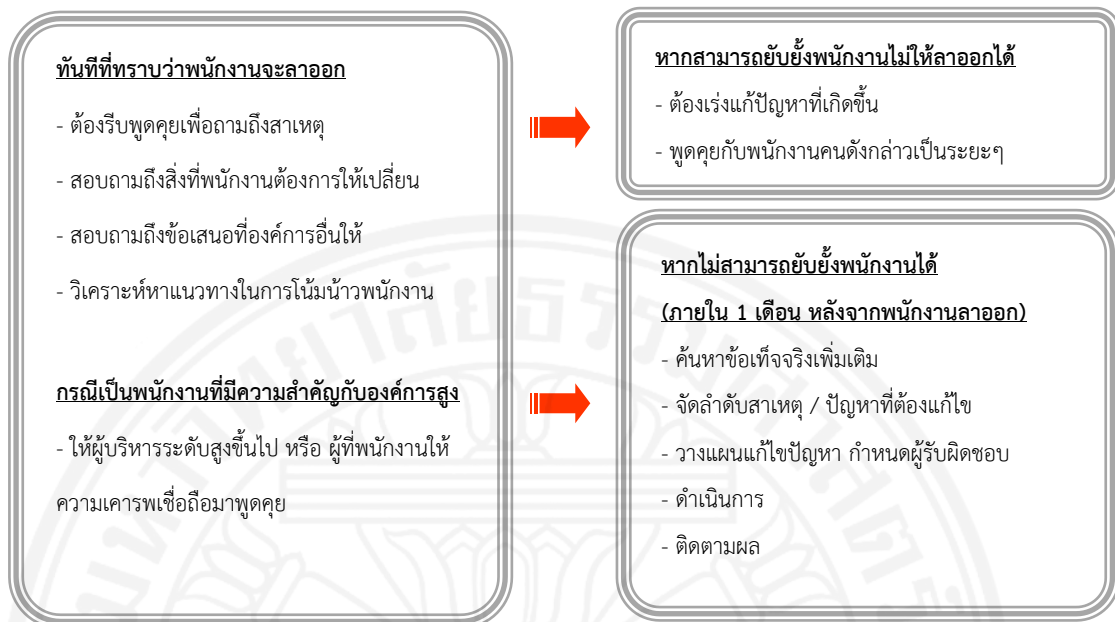 ทันทีที่ทราบว่าพนักงานจะลาออก
- ต้องรีบพูดคุยเพื่อถามถึงสาเหตุ
- สอบถามถึงสิ่งที่พนักงานต้องการให้เปลี่ยน
- สอบถามถึงข้อเสนอที่องค์การอื่นให้
- วิเคราะห์หาแนวทางในการโน้มน้าวพนักงาน
กรณีเป็นพนักงานที่มีความสำคัญกับองค์การสูง
- ให้ผู้บริหารระดับสูงขึ้นไป หรือ ผู้ที่พนักงานให้
ความเคารพเชื่อถือมาพูดคุย
หากสามารถยับยั้งพนักงานไม่ให้ลาออกได้
- ต้องเร่งแก้ปัญหาที่เกิดขึ้น
- พูดคุยกับพนักงานคนดังกล่าวเป็นระยะๆ
หากไม่สามารถยับยั้งพนักงานได้
(ภายใน 1 เดือน หลังจากพนักงานลาออก)
- ค้นหาข้อเท็จจริงเพิ่มเติม
- จัดลำดับสาเหตุ / ปัญหาที่ต้องแก้ไข
- วางแผนแก้ไขปัญหา กำหนดผู้รับผิดชอบ
- ดำเนินการ
- ติดตามผล